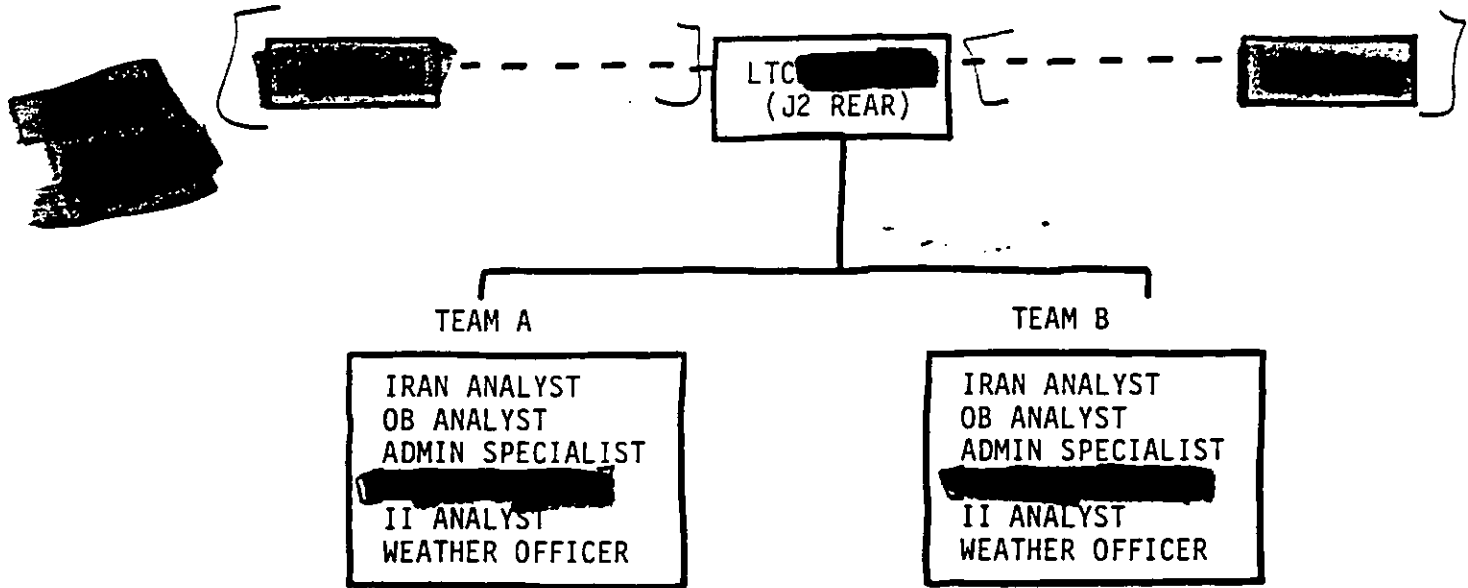 LTC
(J2 REAR)
TEAM A
IRAN ANALYST
OB ANALYST
ADMIN SPECIALIST
II ANALYST
WEATHER OFFICER
TEAM B
IRAN ANALYST
OB ANALYST
ADMIN SPECIALIST
II ANALYST
WEATHER OFFICER